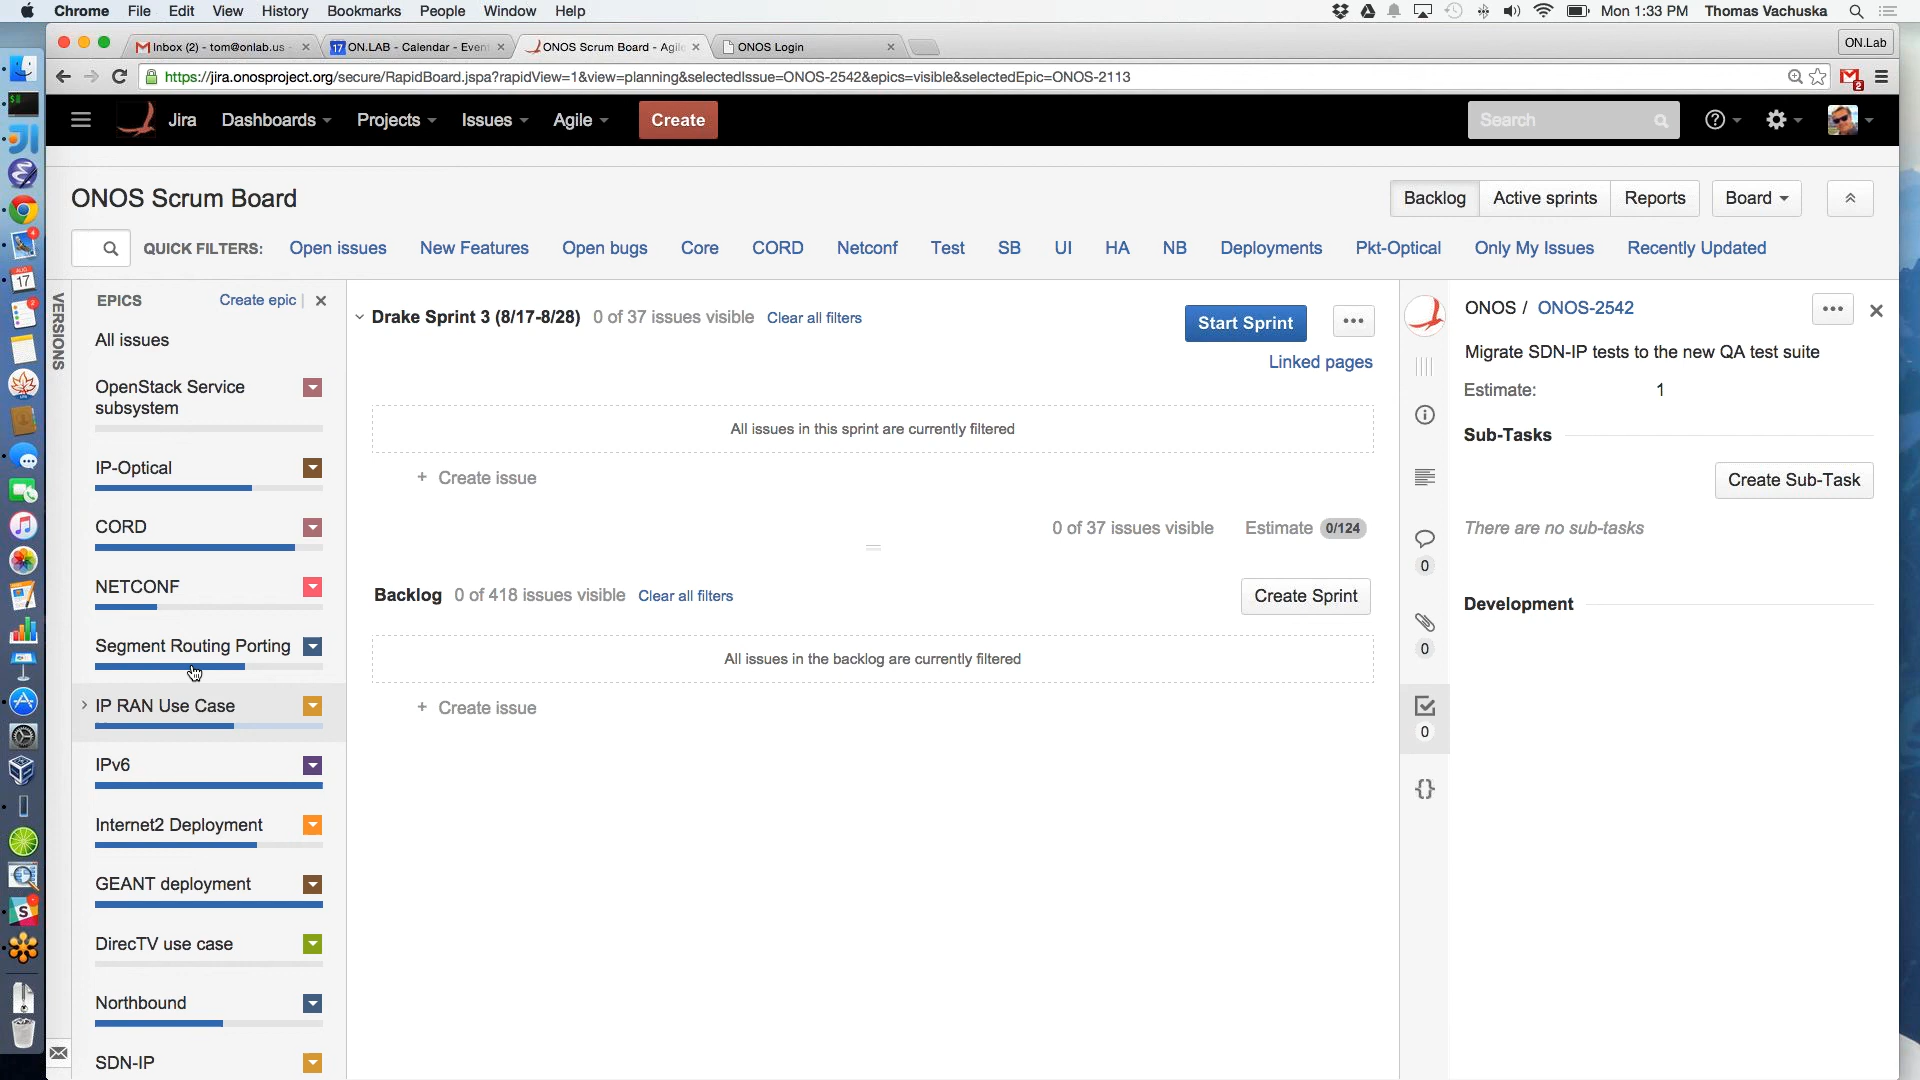 Chrome File Edit View History Bookmarks People Window Help Mon 1:33 PM Thomas Vachuska
Inbox (2) - tom@onlab.us ON.LAB - Calendar - Even ONOS Scrum Board - Agil ONOS Login ON.Lab
https://jira.onosproject.org/secure/RapidBoard.jspa?rapidView=1&view=planning&selectedIssue=ONOS-2542&epics=visible&selectedEpic=ONOS-2113
Jira Dashboards Projects Issues Agile Create Search
ONOS Scrum Board Backlog Active sprints Reports Board
QUICK FILTERS: Open issues New Features Open bugs Core CORD Netconf Test SB UI HA NB Deployments Pkt-Optical Only My Issues Recently Updated
VERSIONS
EPICS Create epic
All issues
OpenStack Service
subsystem
IP-Optical
CORD
NETCONF
Segment Routing Porting
IP RAN Use Case
IPv6
Internet2 Deployment
GEANT deployment
DirecTV use case
Northbound
SDN-IP
Drake Sprint 3 (8/17-8/28) 0 of 37 issues visible Clear all filters Start Sprint
Linked pages
All issues in this sprint are currently filtered
+ Create issue
0 of 37 issues visible Estimate 0/124
Backlog 0 of 418 issues visible Clear all filters Create Sprint
All issues in the backlog are currently filtered
+ Create issue
ONOS / ONOS-2542
Migrate SDN-IP tests to the new QA test suite
Estimate: 1
Sub-Tasks
Create Sub-Task
There are no sub-tasks
Development
0
0
0